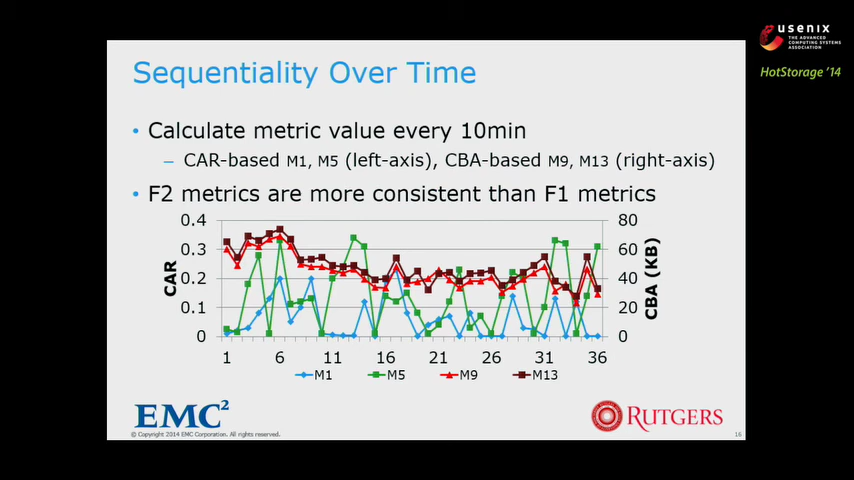 usenix
THE ADVANCED
COMPUTING SYSTEMS
ASSOCIATION
HotStorage '14
Sequentiality Over Time
• Calculate metric value every 10min
– CAR-based M1, M5 (left-axis), CBA-based M9, M13 (right-axis)
• F2 metrics are more consistent than F1 metrics
0.4
0.3
0.2
0.1
0
CAR
80
60
40
20
0
CBA (KB)
1 6 11 16 21 26 31 36
M1 M5 M9 M13
EMC²
© Copyright 2014 EMC Corporation. All rights reserved.
RUTGERS
16